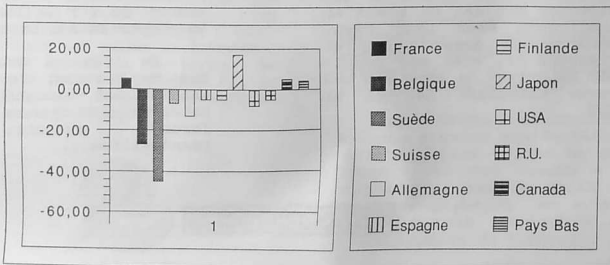 20,00
0,00
-20,00
-40,00
-60,00
1
France
Finlande
Belgique
Japon
Suède
USA
Suisse
R.U.
Allemagne
Canada
Espagne
Pays Bas